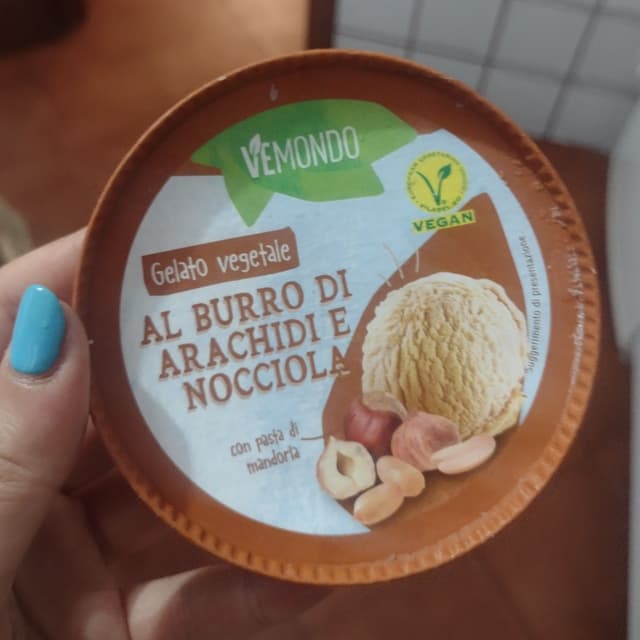 VEMONDO
VEGAN
Gelato vegetale
AL BURRO DI
ARACHIDI E
NOCCIOLA
con pasta di
mandorla
Suggerimento di presentazione